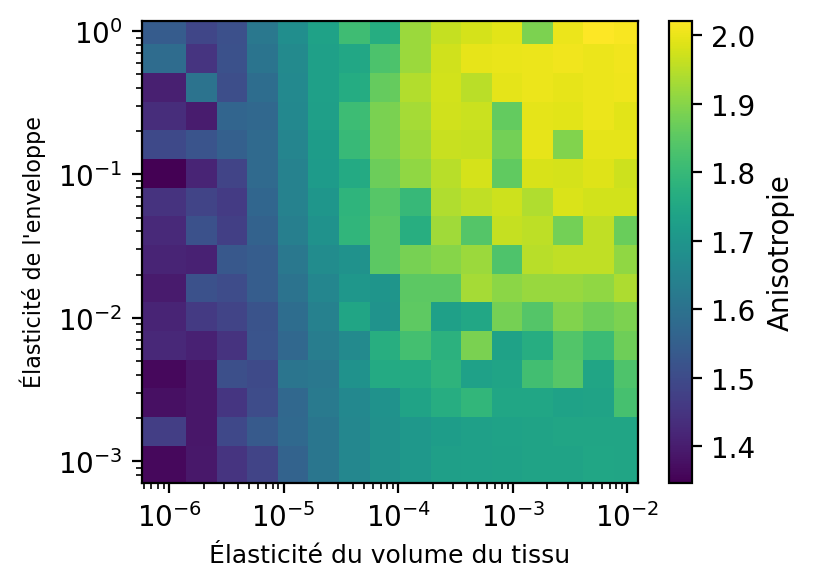 10⁰
10⁻¹
10⁻²
10⁻³
Élasticité de l'enveloppe
10⁻⁶ 10⁻⁵ 10⁻⁴ 10⁻³ 10⁻²
Élasticité du volume du tissu
2.0
1.9
1.8
1.7
1.6
1.5
1.4
Anisotropie